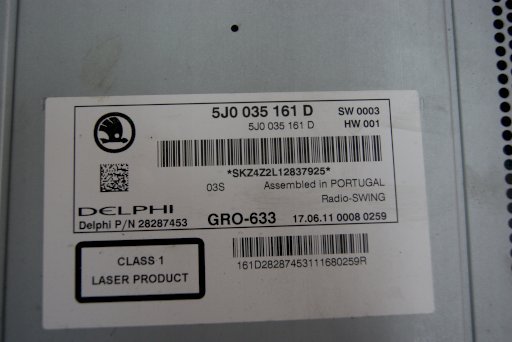 5J0 035 161 D SW 0003
5J0 035 161 D HW 001
*SKZ4Z2L12837925*
03S Assembled in PORTUGAL
Radio-SWING
DELPHI
Delphi P/N 28287453 GRO-633 17.06.11 0008 0259
CLASS 1
LASER PRODUCT
161D28287453111680259R